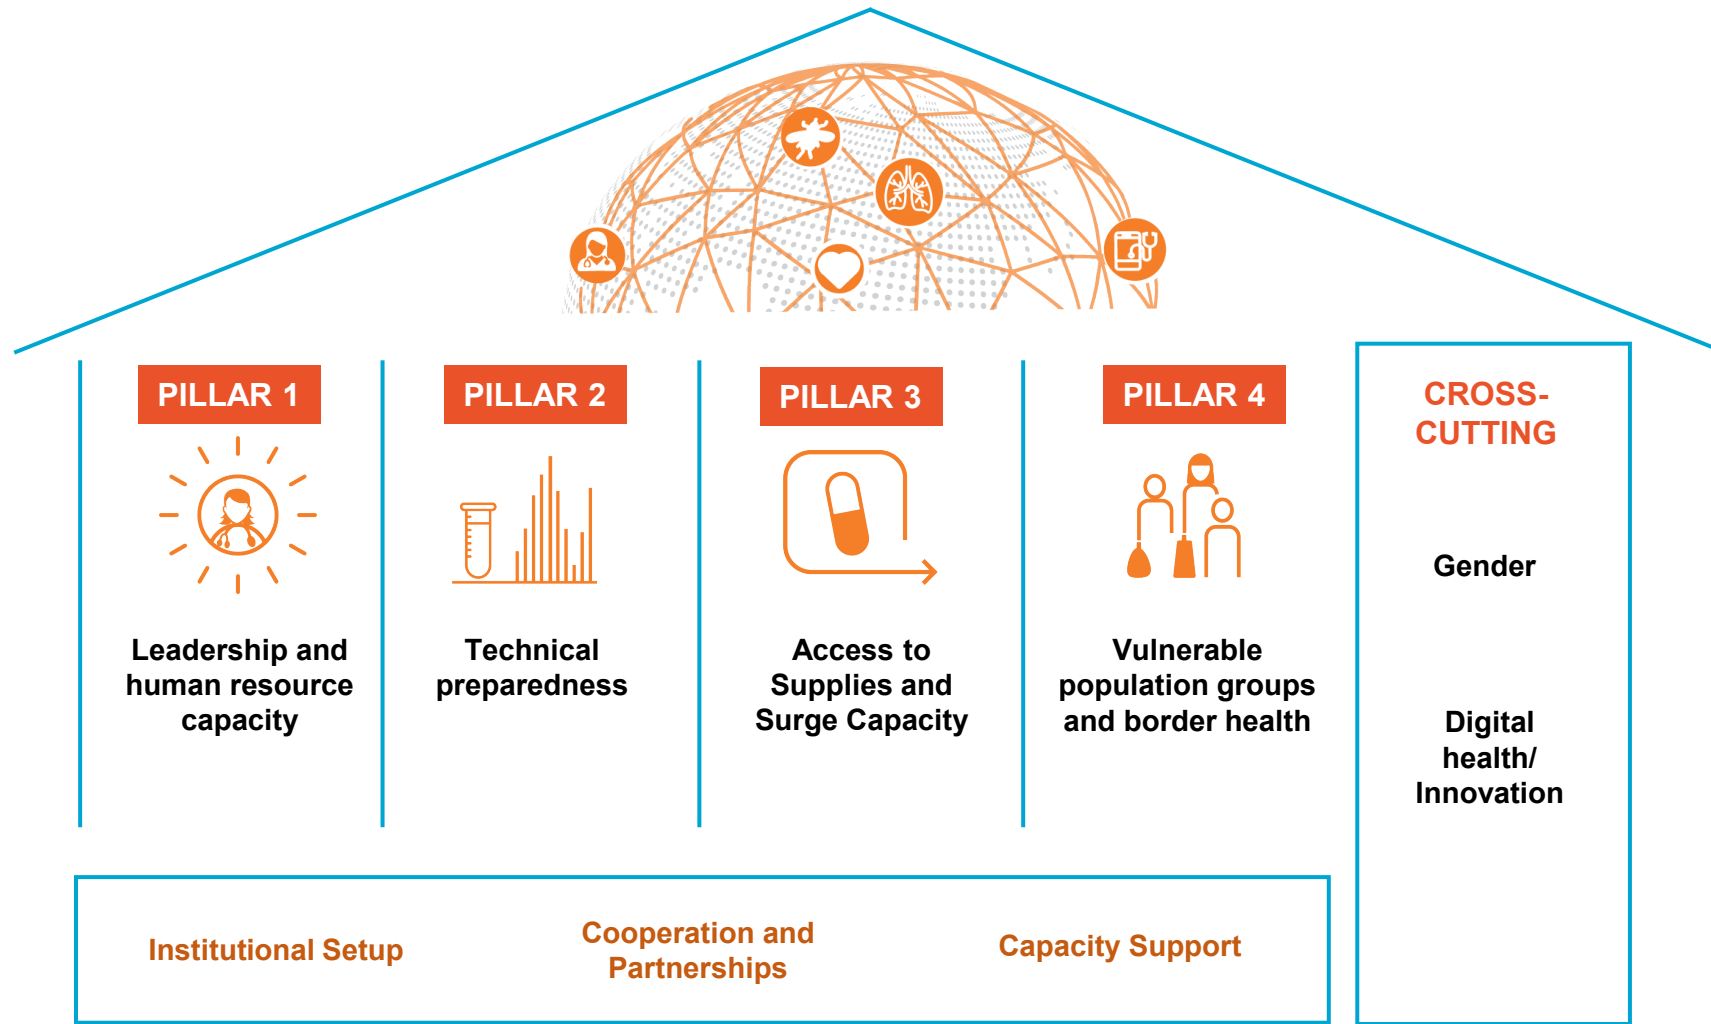 PILLAR 1
Leadership and
human resource
capacity
PILLAR 2
Technical
preparedness
PILLAR 3
Access to
Supplies and
Surge Capacity
PILLAR 4
Vulnerable
population groups
and border health
CROSS-
CUTTING
Gender
Digital
health/
Innovation
Institutional Setup
Cooperation and
Partnerships
Capacity Support